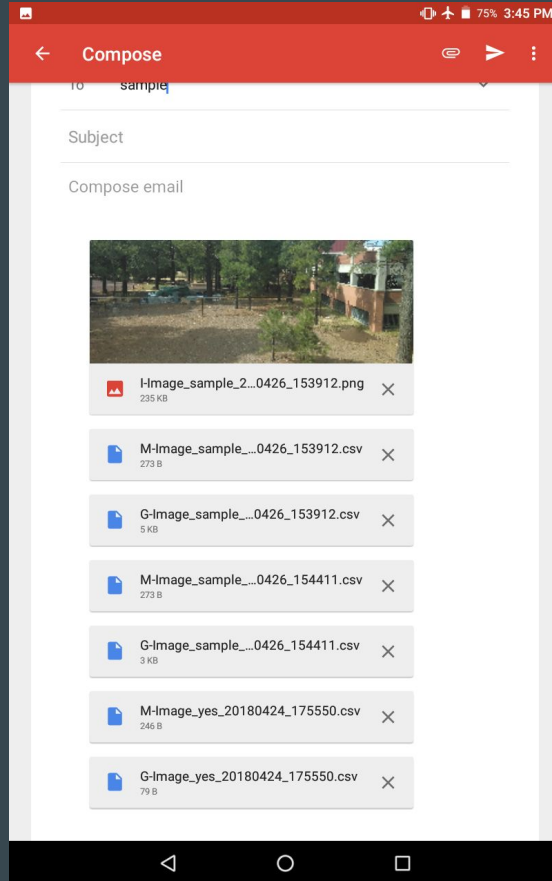 75% 3:45 PM
Compose
To sample
Subject
Compose email
I-Image_sample_2...0426_153912.png
235 KB
M-Image_sample_...0426_153912.csv
273 B
G-Image_sample_...0426_153912.csv
5 KB
M-Image_sample_...0426_154411.csv
273 B
G-Image_sample_...0426_154411.csv
3 KB
M-Image_yes_20180424_175550.csv
246 B
G-Image_yes_20180424_175550.csv
79 B